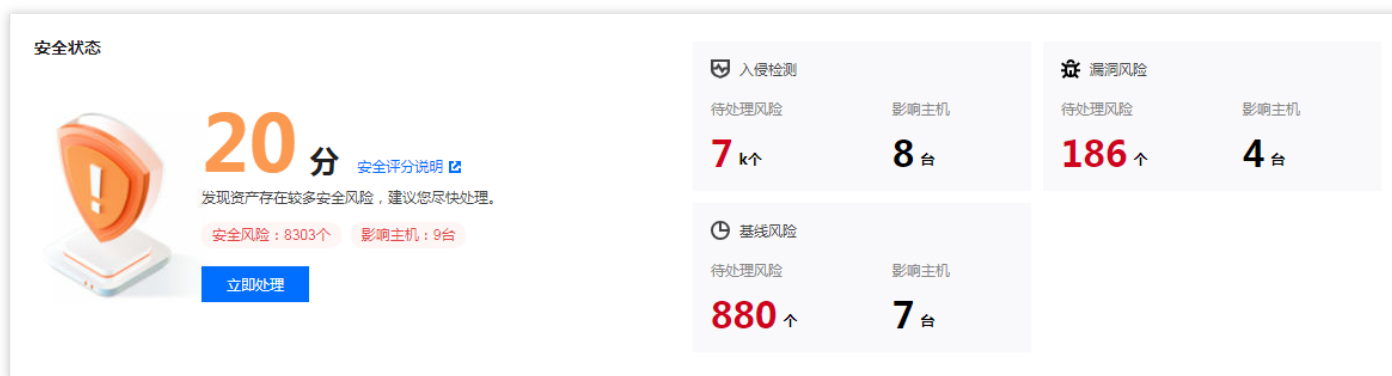 安全状态
20 分 安全评分说明
发现资产存在较多安全风险，建议您尽快处理。
安全风险：8303个 影响主机：9台
立即处理
入侵检测
待处理风险 影响主机
7 k个 8 台
漏洞风险
待处理风险 影响主机
186 个 4 台
基线风险
待处理风险 影响主机
880 个 7 台